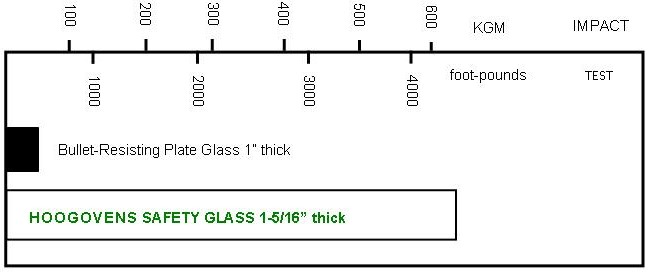 100 200 300 400 500 600 KGM IMPACT
1000 2000 3000 4000 foot-pounds TEST
Bullet-Resisting Plate Glass 1" thick
HOOGOVENS SAFETY GLASS 1-5/16” thick